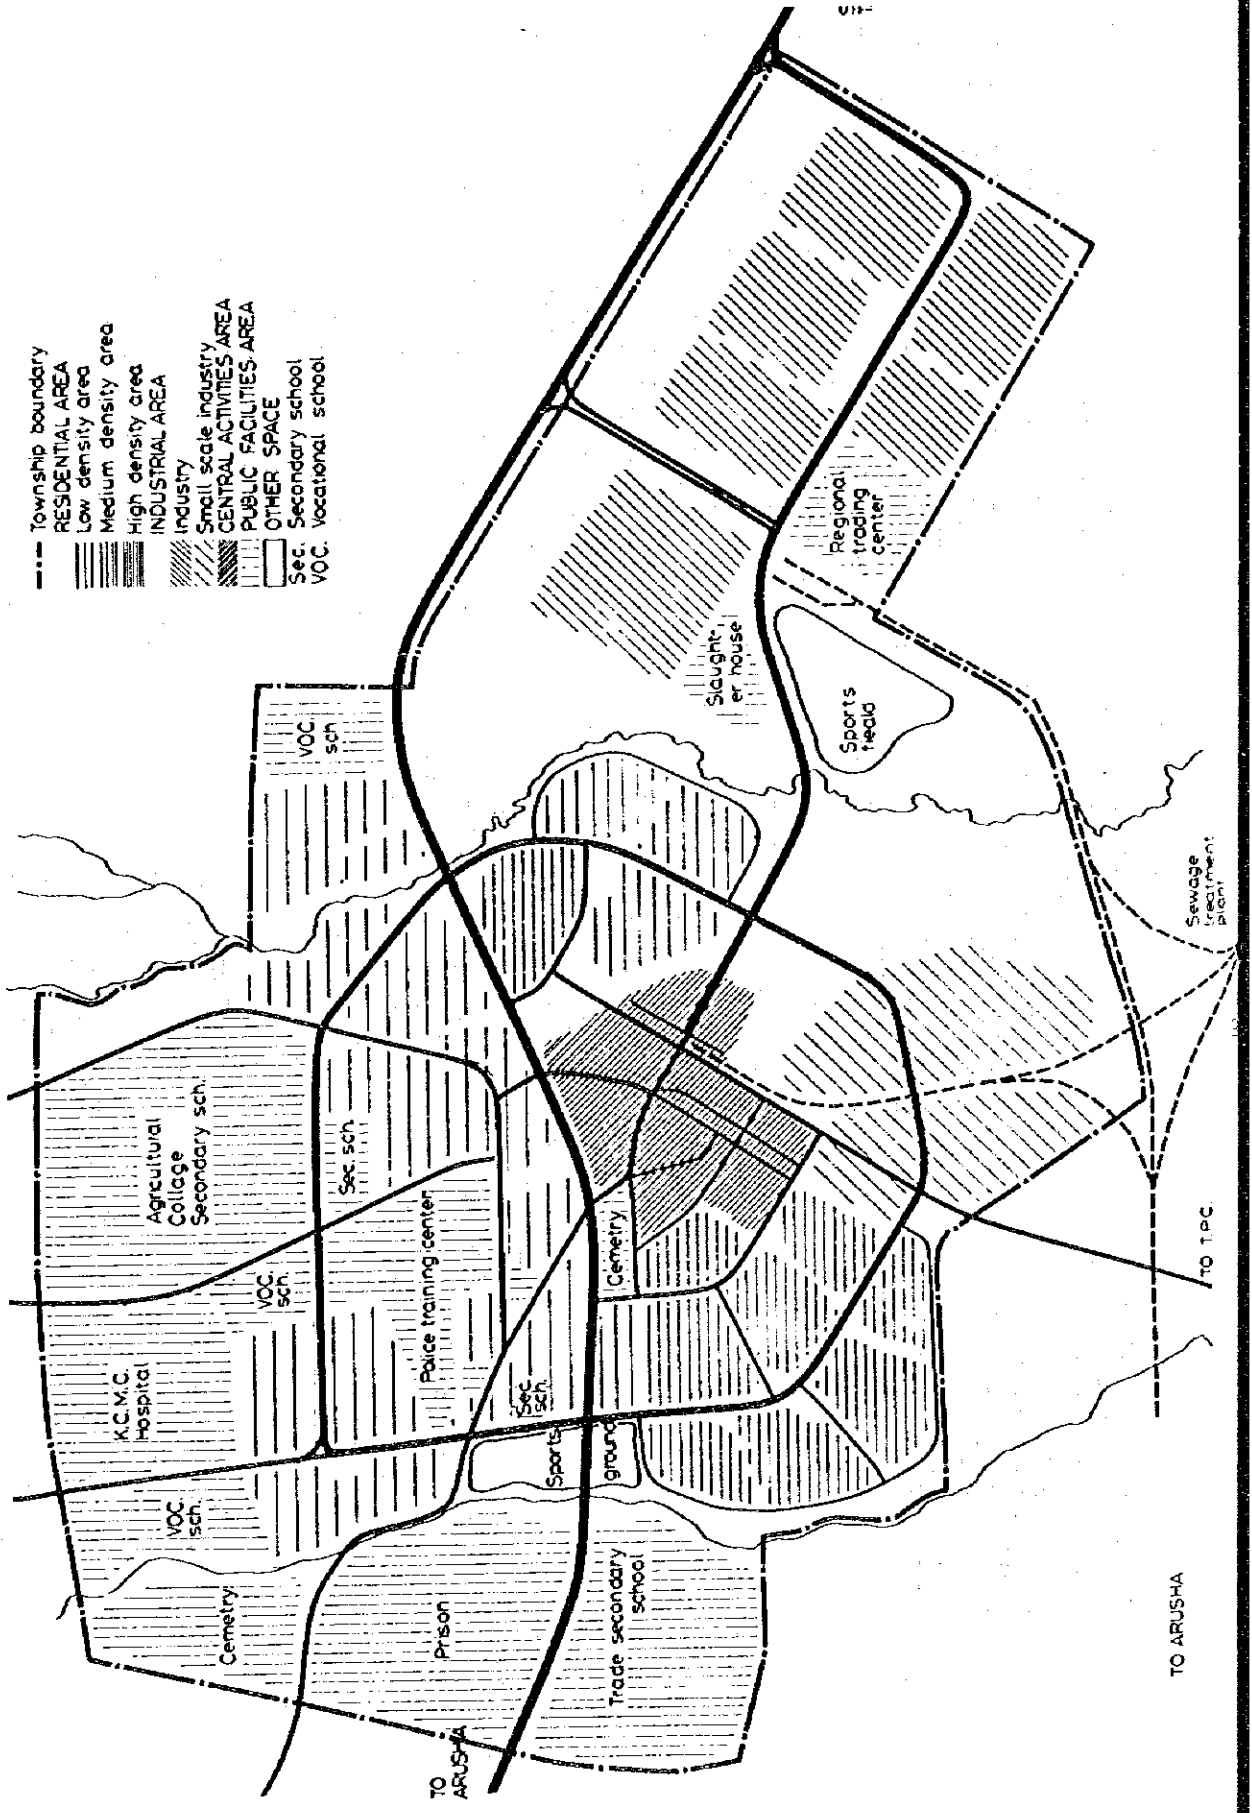 Township boundary
RESIDENTIAL AREA
Low density area
Medium density area
High density area
INDUSTRIAL AREA
Industry
Small scale industry
CENTRAL ACTIVITIES AREA
PUBLIC FACILITIES AREA
OTHER SPACE
Sec. Secondary school
VOC. Vocational school
VOC.
sch
Agricultural
Collage
Secondary sch.
Sec. sch.
VOC.
sch.
K.C.M.C.
Hospital
VOC.
sch.
Cemetry
Police training center
Sec.
sch.
Sports
ground
Cemetry
Prison
Trade secondary
school
TO
ARUSHA
Slaught-
er house
Sports
Regional
trading
center
Sewage
treatment
plant
TO T.P.C.
TO ARUSHA